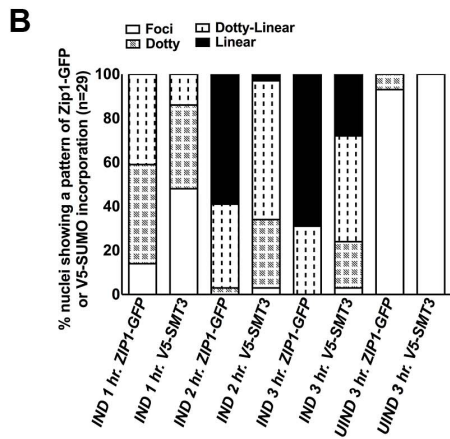 B
Foci
Dotty-Linear
Dotty
Linear
% nuclei showing a pattern of Zip1-GFP
or V5-SUMO incorporation (n=29)
100
80
60
40
20
0
IND 1 hr. ZIP1-GFP
IND 1 hr. V5-SMT3
IND 2 hr. ZIP1-GFP
IND 2 hr. V5-SMT3
IND 3 hr. ZIP1-GFP
IND 3 hr. V5-SMT3
UIND 3 hr. ZIP1-GFP
UIND 3 hr. V5-SMT3